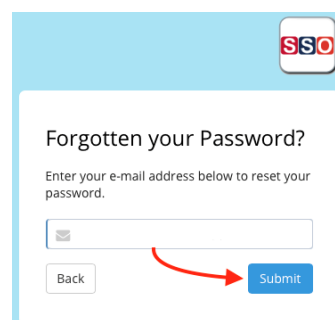 SSO
Forgotten your Password?
Enter your e-mail address below to reset your
password.
Back
Submit